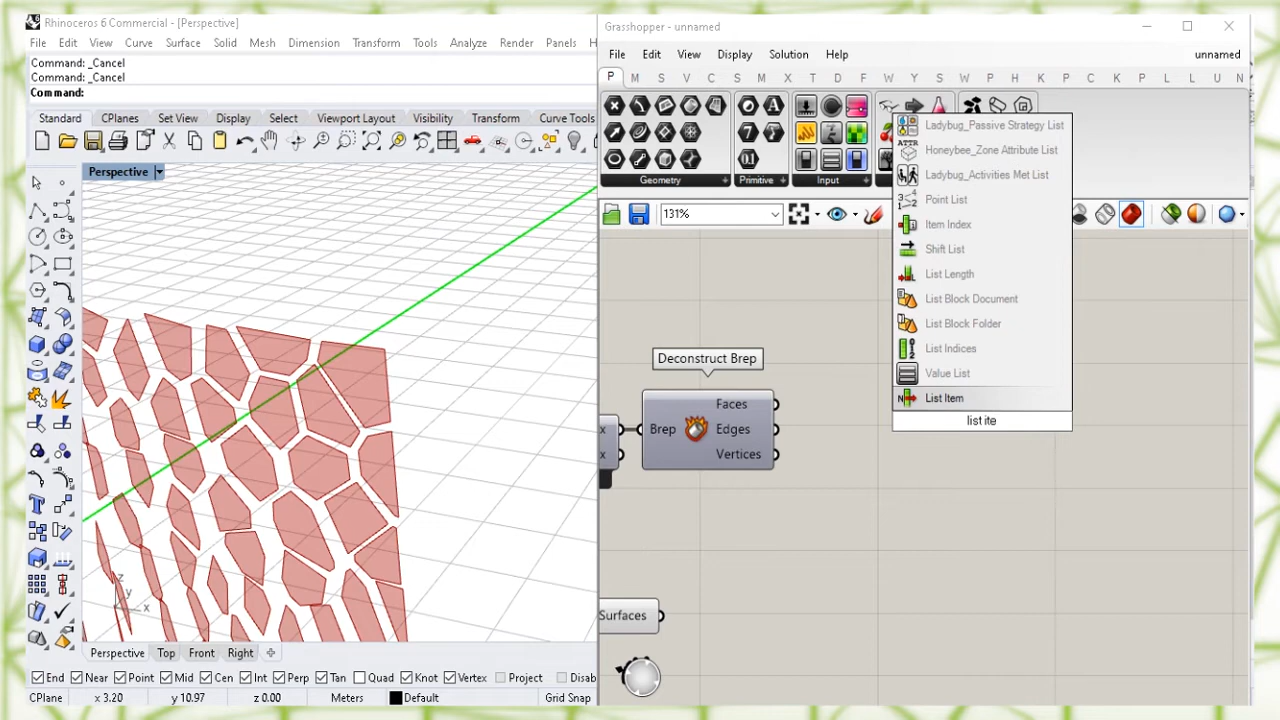 Rhinoceros 6 Commercial - [Perspective]
File Edit View Curve Surface Solid Mesh Dimension Transform Tools Analyze Render Panels
Command: _Cancel
Command: _Cancel
Command:
Standard CPlanes Set View Display Select Viewport Layout Visibility Transform Curve Tools
Perspective
z
y
x
Perspective Top Front Right
End Near Point Mid Cen Int Perp Tan Quad Knot Vertex Project Disab
CPlane x 3.20 y 10.97 z 0.00 Meters Default Grid Snap
Grasshopper - unnamed
File Edit View Display Solution Help unnamed
P M S V C S M X T D F W Y S W P H K P C K P L L U N
Geometry Primitive Input
131%
Ladybug_Passive Strategy List
ATTR
Honeybee_Zone Attribute List
Ladybug_Activities Met List
Point List
Item Index
Shift List
List Length
List Block Document
List Block Folder
List Indices
Value List
List Item
list ite
Deconstruct Brep
x
x
Brep
Faces
Edges
Vertices
Surfaces